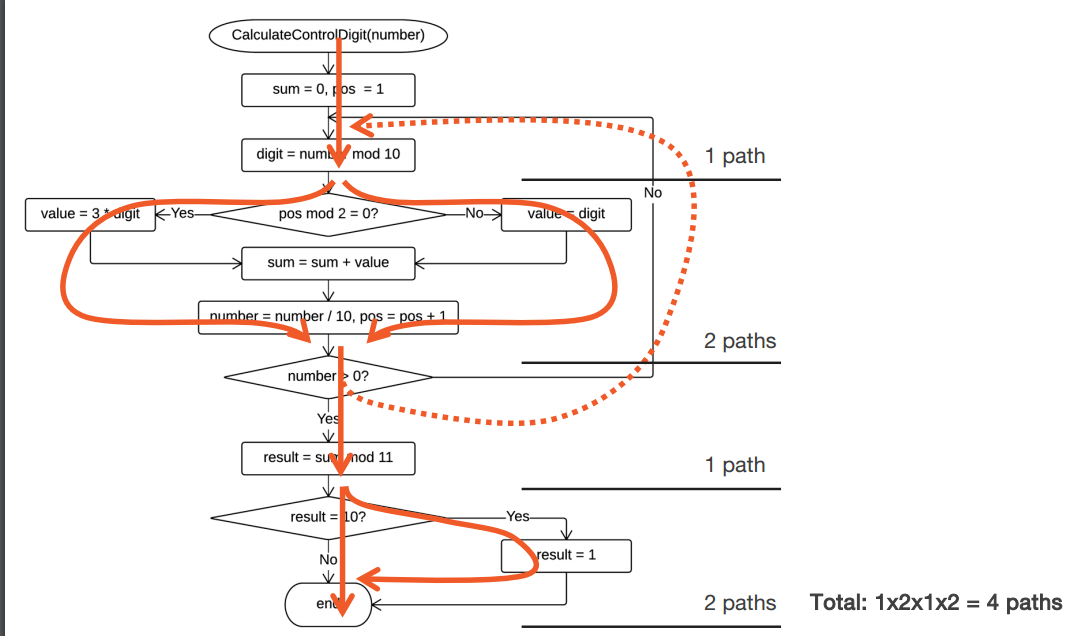 CalculateControlDigit(number)
sum = 0, pos = 1
digit = number mod 10
1 path
No
value = 3 * digit
Yes
pos mod 2 = 0?
No
value = digit
sum = sum + value
number = number / 10, pos = pos + 1
2 paths
number > 0?
Yes
result = sum mod 11
1 path
result = 10?
Yes
No
result = 1
end
2 paths
Total: 1x2x1x2 = 4 paths